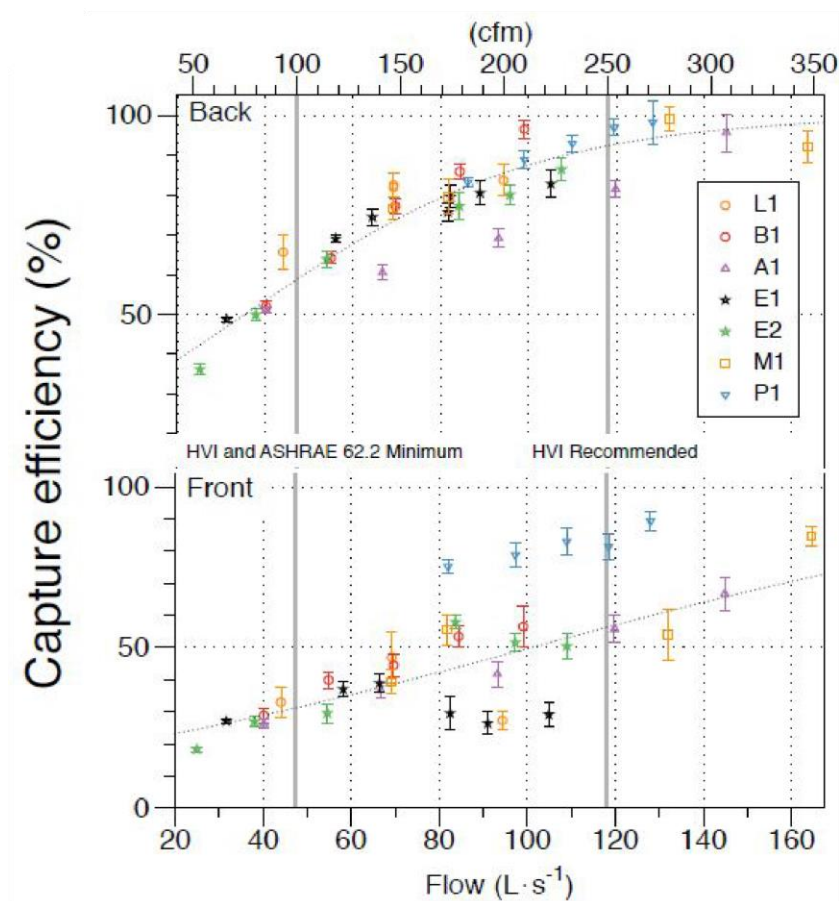 (cfm)
50 100 150 200 250 300 350
Back
100
50
L1
B1
A1
E1
E2
M1
P1
Capture efficiency (%)
HVI and ASHRAE 62.2 Minimum HVI Recommended
Front
100
50
0
20 40 60 80 100 120 140 160
Flow (L·s⁻¹)